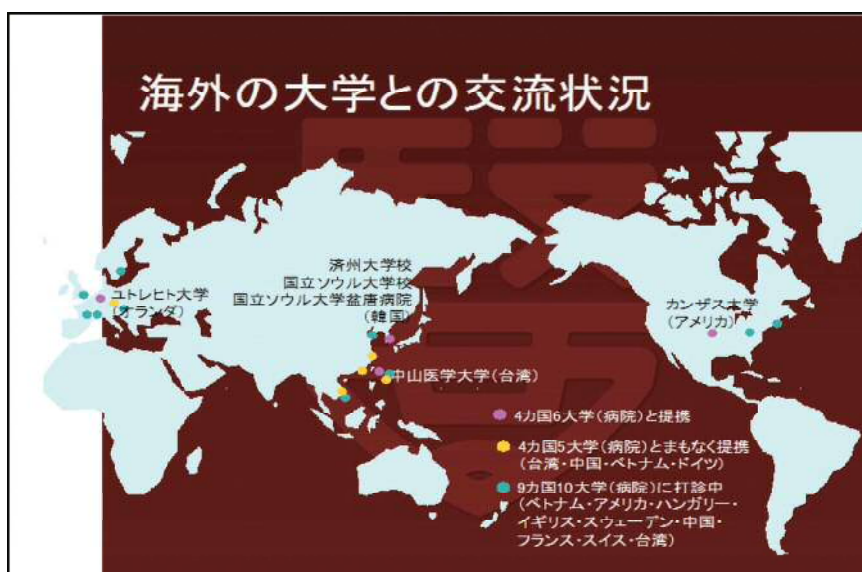 海外の大学との交流状況
済州大学校
国立ソウル大学校
国立ソウル大学盆唐病院
(韓国)
ユトレヒト大学
(オランダ)
カンザス大学
(アメリカ)
中山医学大学(台湾)
4カ国6大学(病院)と提携
4カ国5大学(病院)とまもなく提携
(台湾・中国・ベトナム・ドイツ)
9カ国10大学(病院)に打診中
(ベトナム・アメリカ・ハンガリー・
イギリス・スウェーデン・中国・
フランス・スイス・台湾)